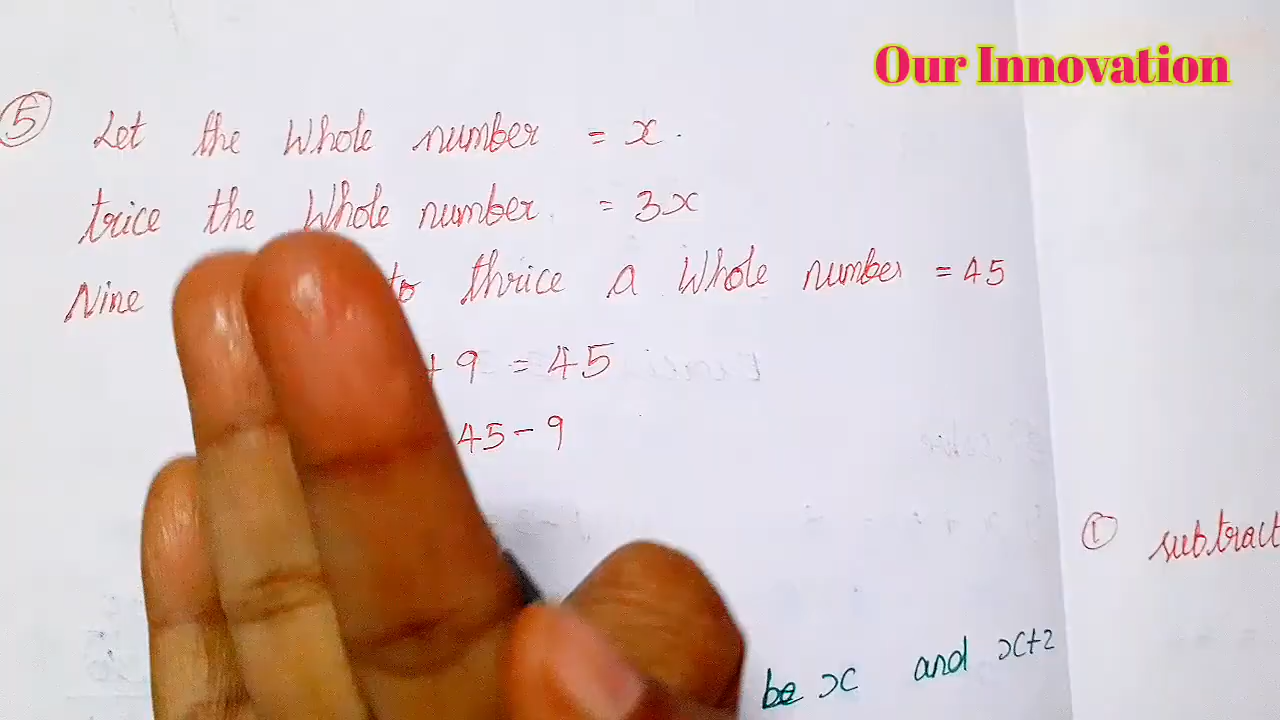 Our Innovation
⑤ Let the Whole number = x.
trice the Whole number = 3x
Nine to thrice a Whole number = 45
+ 9 = 45
45 - 9
① subtract
be x and x+2